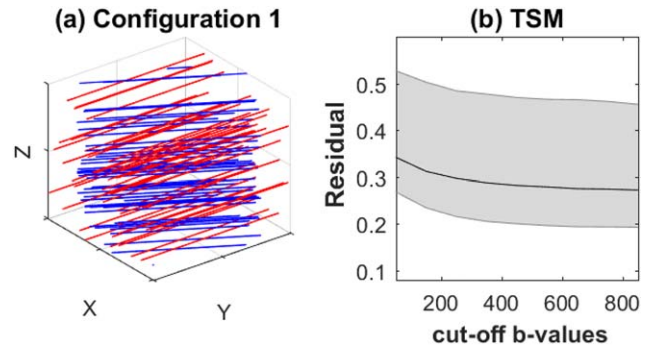 (a) Configuration 1
Z
X
Y
(b) TSM
Residual
0.5
0.4
0.3
0.2
0.1
200 400 600 800
cut-off b-values